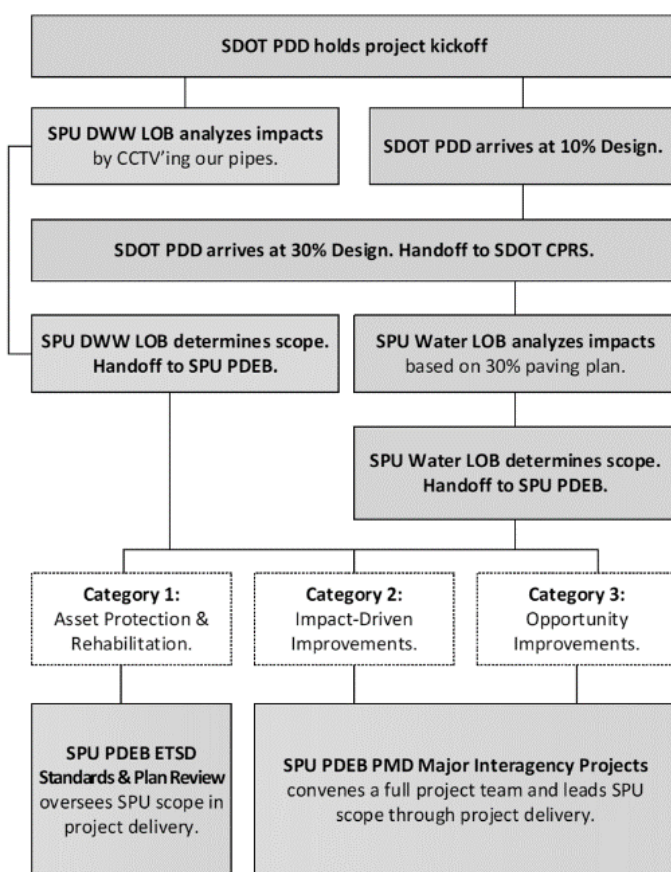 SDOT PDD holds project kickoff
SPU DWW LOB analyzes impacts
by CCTV’ing our pipes.
SDOT PDD arrives at 10% Design.
SDOT PDD arrives at 30% Design. Handoff to SDOT CPRS.
SPU DWW LOB determines scope.
Handoff to SPU PDEB.
SPU Water LOB analyzes impacts
based on 30% paving plan.
SPU Water LOB determines scope.
Handoff to SPU PDEB.
Category 1:
Asset Protection &
Rehabilitation.
Category 2:
Impact-Driven
Improvements.
Category 3:
Opportunity
Improvements.
SPU PDEB ETSD
Standards & Plan Review
oversees SPU scope in
project delivery.
SPU PDEB PMD Major Interagency Projects
convenes a full project team and leads SPU
scope through project delivery.